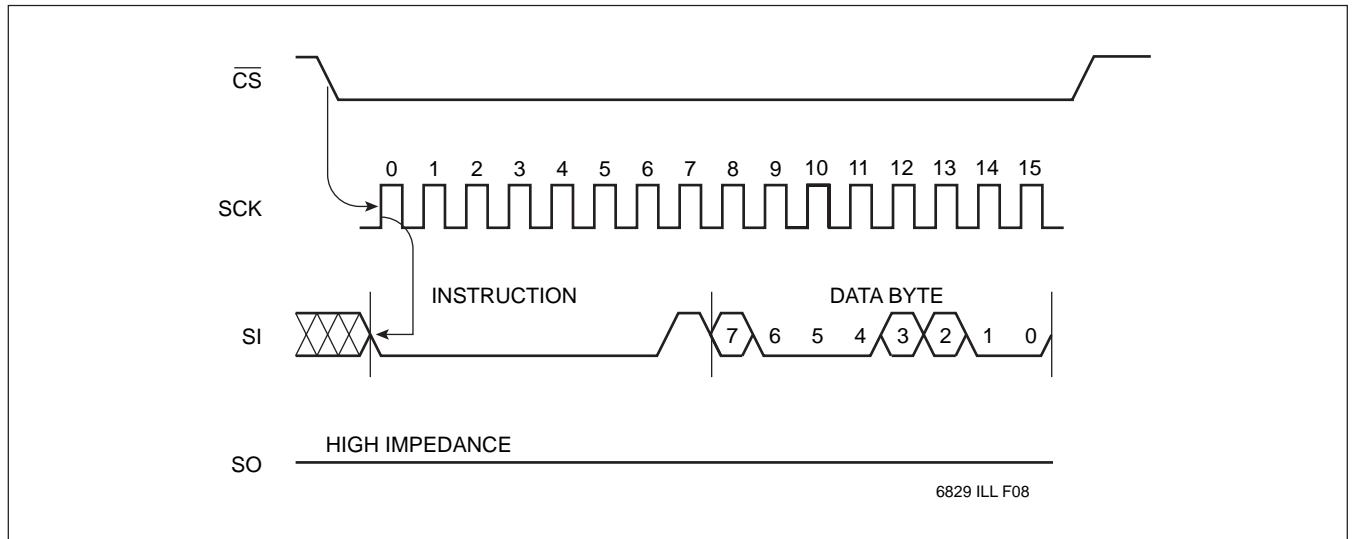 CS
0 1 2 3 4 5 6 7 8 9 10 11 12 13 14 15
SCK
INSTRUCTION DATA BYTE
SI 7 6 5 4 3 2 1 0
HIGH IMPEDANCE
SO
6829 ILL F08